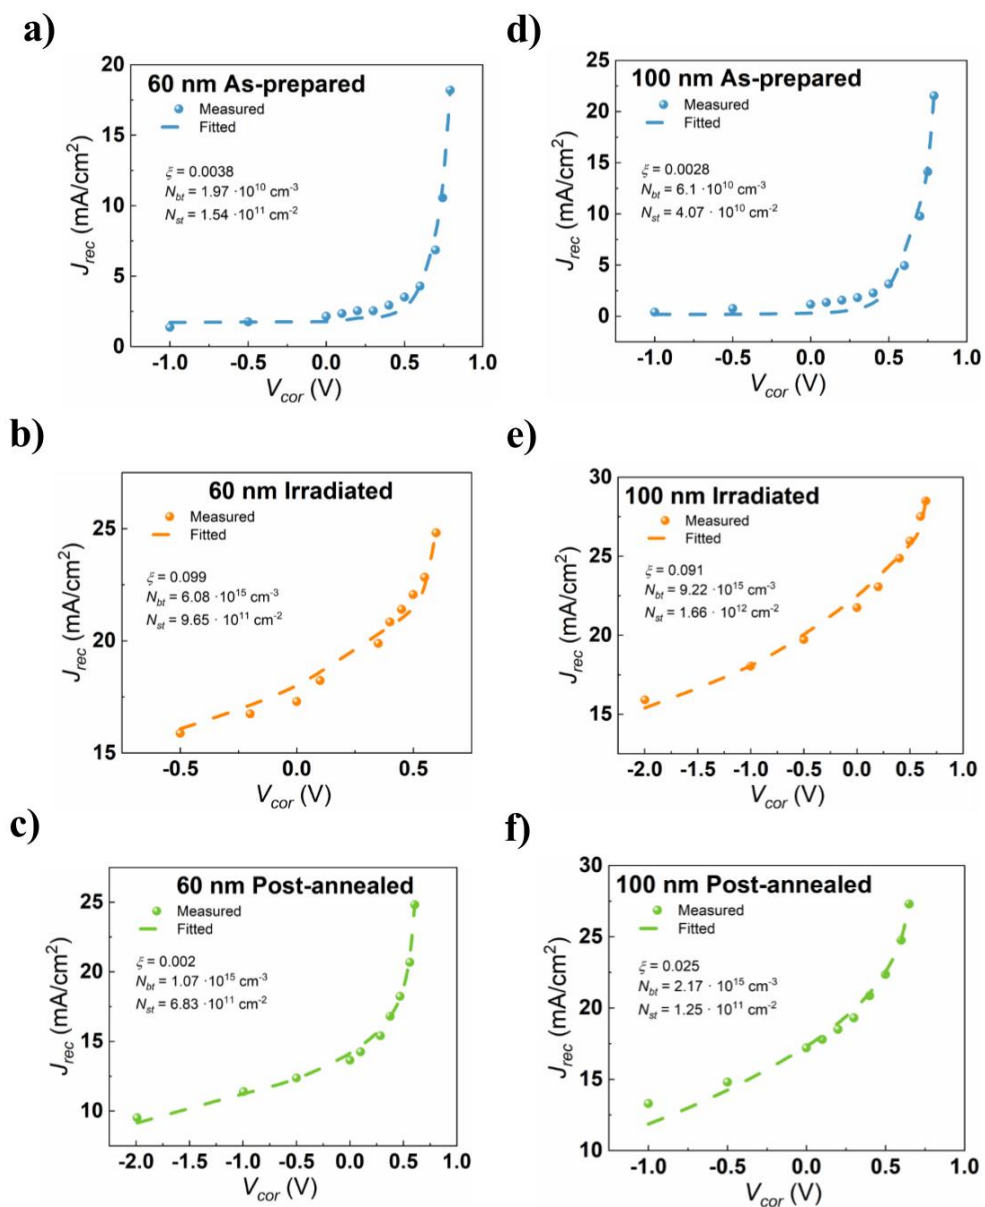 a)
60 nm As-prepared
Measured
Fitted
ξ = 0.0038
N_bt = 1.97 ·10^10 cm^-3
N_st = 1.54 ·10^11 cm^-2
20
15
10
5
0
J_rec (mA/cm^2)
-1.0 -0.5 0.0 0.5 1.0
V_cor (V)
d)
100 nm As-prepared
Measured
Fitted
ξ = 0.0028
N_bt = 6.1 ·10^10 cm^-3
N_st = 4.07 · 10^10 cm^-2
25
20
15
10
5
0
J_rec (mA/cm^2)
-1.0 -0.5 0.0 0.5 1.0
V_cor (V)
b)
60 nm Irradiated
Measured
Fitted
ξ = 0.099
N_bt = 6.08 ·10^15 cm^-3
N_st = 9.65 · 10^11 cm^-2
25
20
15
J_rec (mA/cm^2)
-0.5 0.0 0.5
V_cor (V)
e)
100 nm Irradiated
Measured
Fitted
ξ = 0.091
N_bt = 9.22 ·10^15 cm^-3
N_st = 1.66 · 10^12 cm^-2
30
25
20
15
J_rec (mA/cm^2)
-2.0 -1.5 -1.0 -0.5 0.0 0.5 1.0
V_cor (V)
c)
60 nm Post-annealed
Measured
Fitted
ξ = 0.002
N_bt = 1.07 ·10^15 cm^-3
N_st = 6.83 · 10^11 cm^-2
25
20
15
10
J_rec (mA/cm^2)
-2.0 -1.5 -1.0 -0.5 0.0 0.5 1.0
V_cor (V)
f)
100 nm Post-annealed
Measured
Fitted
ξ = 0.025
N_bt = 2.17 ·10^15 cm^-3
N_st = 1.25 · 10^11 cm^-2
30
25
20
15
10
J_rec (mA/cm^2)
-1.0 -0.5 0.0 0.5 1.0
V_cor (V)